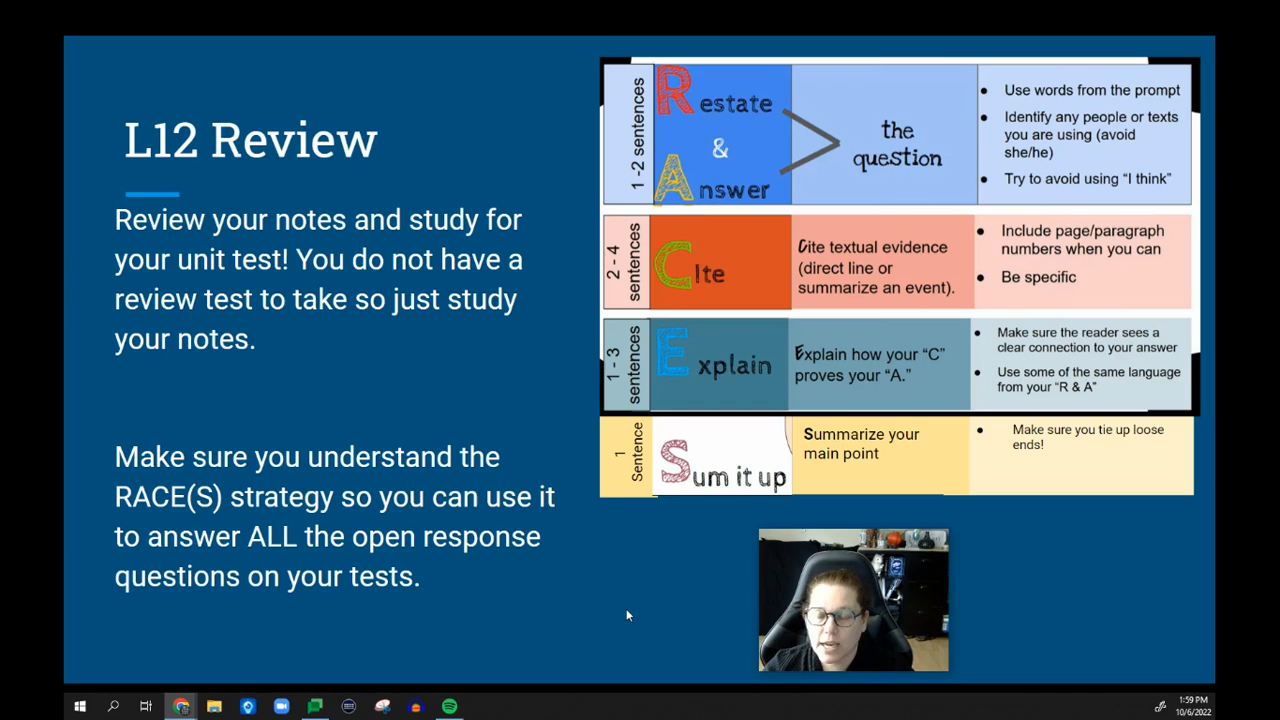 L12 Review
Review your notes and study for
your unit test! You do not have a
review test to take so just study
your notes.
Make sure you understand the
RACE(S) strategy so you can use it
to answer ALL the open response
questions on your tests.
1 -2 sentences
Restate
&
Answer
the
question
● Use words from the prompt
● Identify any people or texts
you are using (avoid
she/he)
● Try to avoid using “I think”
2 - 4
sentences
CIte
Cite textual evidence
(direct line or
summarize an event).
● Include page/paragraph
numbers when you can
● Be specific
1 - 3
sentences
Explain
Explain how your “C”
proves your “A.”
● Make sure the reader sees a
clear connection to your answer
● Use some of the same language
from your “R & A”
1
Sentence
Sum it up
Summarize your
main point
● Make sure you tie up loose
ends!
1:59 PM
10/6/2022